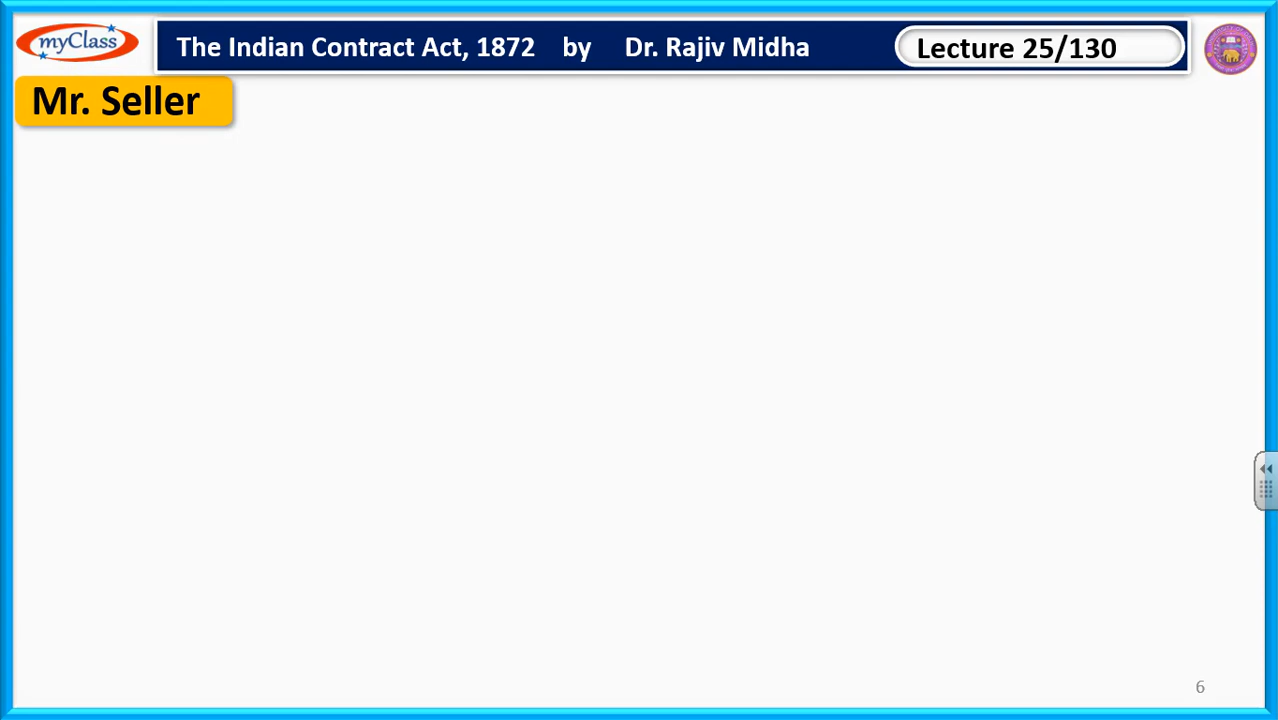 myClass
The Indian Contract Act, 1872 by Dr. Rajiv Midha
Lecture 25/130
Mr. Seller
6